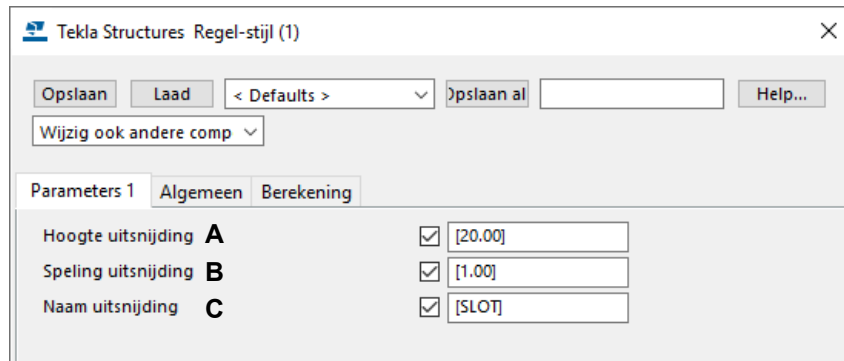 Tekla Structures Regel-stijl (1)
Opslaan Laad < Defaults > Opslaan al Help...
Wijzig ook andere comp
Parameters 1 Algemeen Berekening
Hoogte uitsnijding A [20.00]
Speling uitsnijding B [1.00]
Naam uitsnijding C [SLOT]